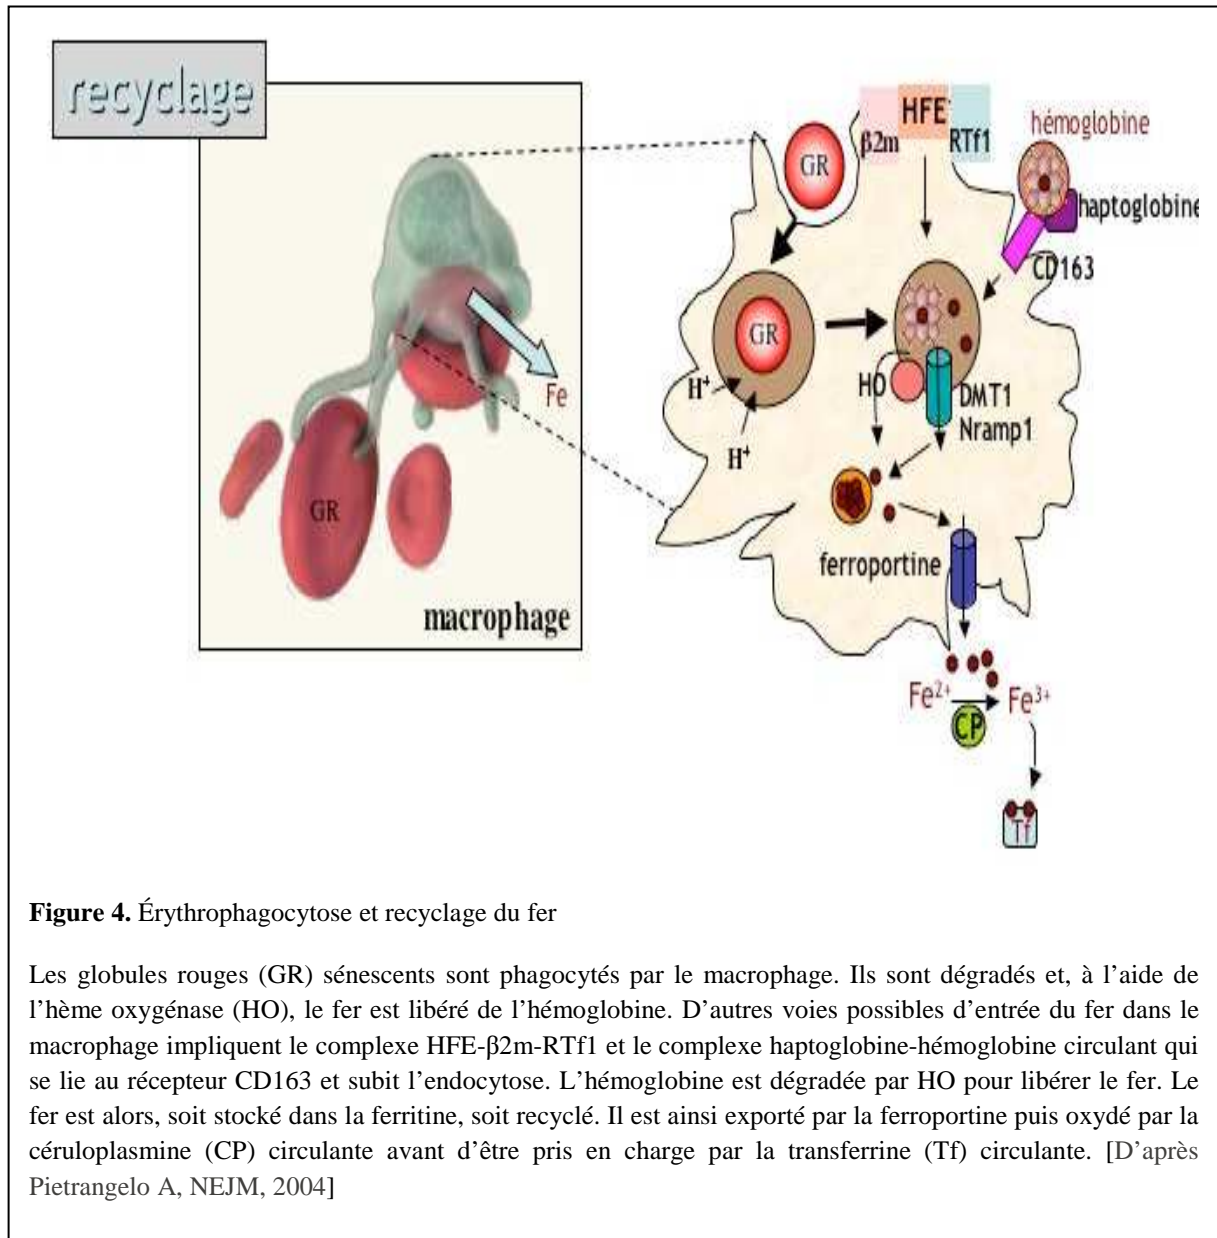 recyclage
GR
Fe
macrophage
GR
β2m
HFE
RTf1
hémoglobine
haptoglobine
CD163
GR
H⁺
H⁺
HO
DMT1
Nramp1
ferroportine
Fe²⁺
Fe³⁺
CP
Tf
Figure 4. Érythrophagocytose et recyclage du fer
Les globules rouges (GR) sénescents sont phagocytés par le macrophage. Ils sont dégradés et, à l’aide de
l’hème oxygénase (HO), le fer est libéré de l’hémoglobine. D’autres voies possibles d’entrée du fer dans le
macrophage impliquent le complexe HFE-β2m-RTf1 et le complexe haptoglobine-hémoglobine circulant qui
se lie au récepteur CD163 et subit l’endocytose. L’hémoglobine est dégradée par HO pour libérer le fer. Le
fer est alors, soit stocké dans la ferritine, soit recyclé. Il est ainsi exporté par la ferroportine puis oxydé par la
céruloplasmine (CP) circulante avant d’être pris en charge par la transferrine (Tf) circulante. [D’après
Pietrangelo A, NEJM, 2004]